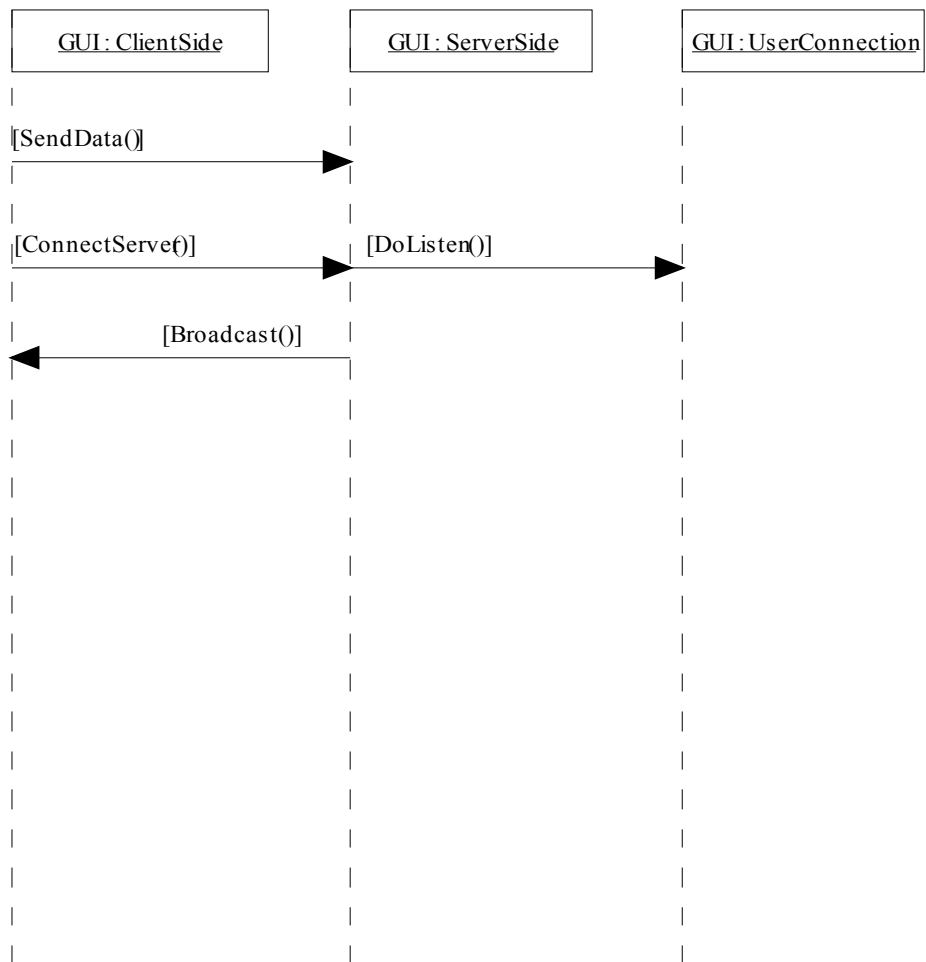 GUI:ClientSide
GUI:ServerSide
GUI:UserConnection
[SendData()]
[ConnectServer()]
[DoListen()]
[Broadcast()]